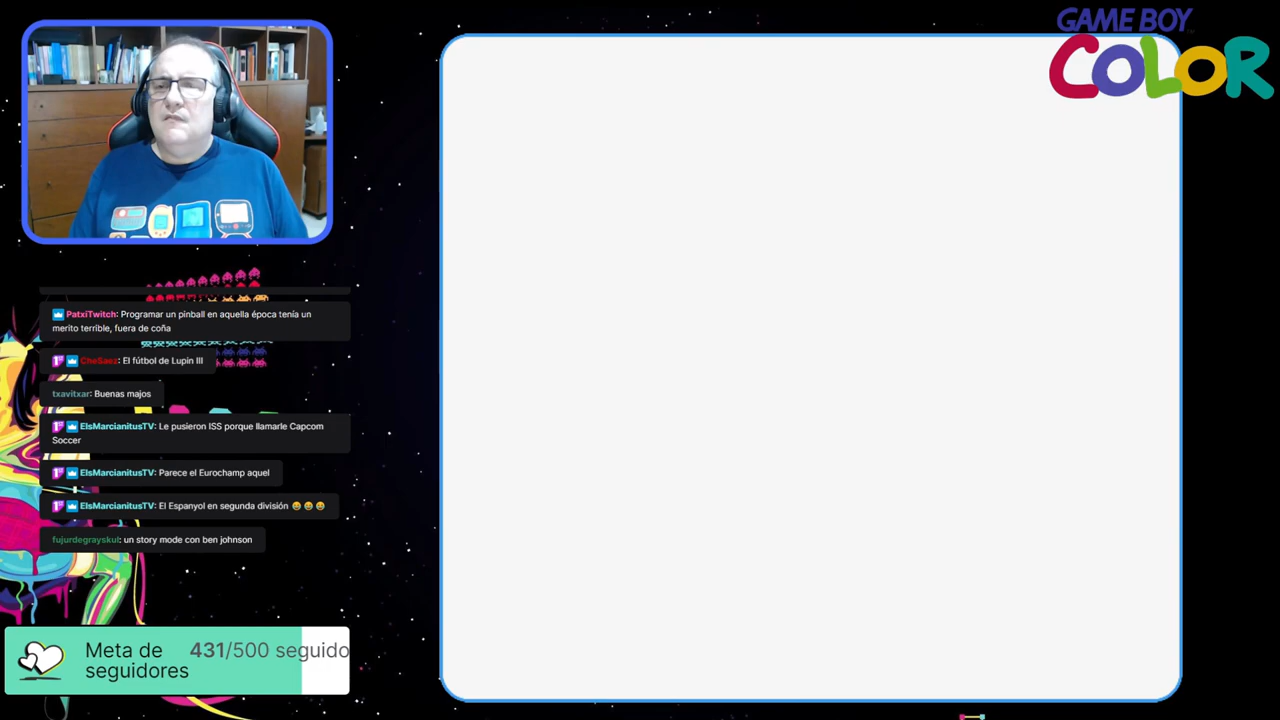 GAME BOY
COLOR
PatxiTwitch: Programar un pinball en aquella época tenía un
merito terrible, fuera de coña
CheSaez: El fútbol de Lupin III
txavitxar: Buenas majos
ElsMarcianitusTV: Le pusieron ISS porque llamarle Capcom
Soccer
ElsMarcianitusTV: Parece el Eurochamp aquel
ElsMarcianitusTV: El Espanyol en segunda división 😂 😂 😂
fujurdegrayskul: un story mode con ben johnson
Meta de
seguidores
431/500 seguido